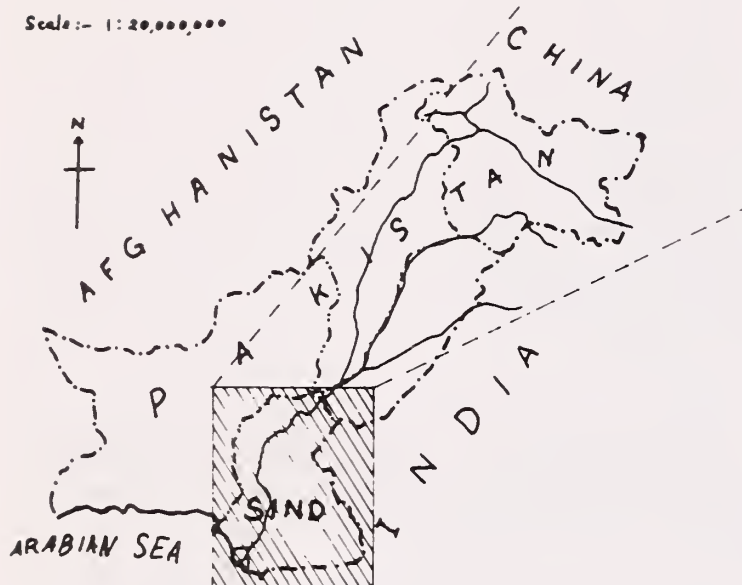 Scale:- 1:20,000,000
CHINA
AFGHANISTAN
N
PAKISTAN
INDIA
SIND
ARABIAN SEA